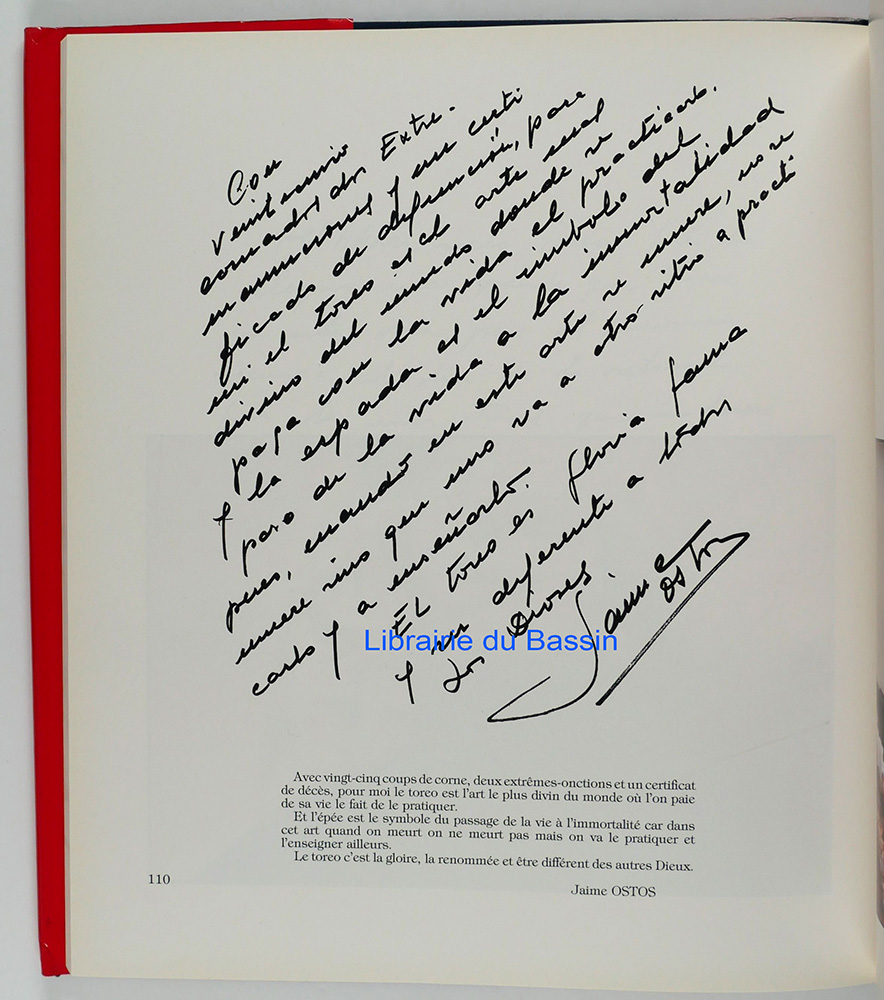 Con
veinticinco
cornadas dos Extre-
maunciones y un certi
ficado de defunción, para
mi el toreo es el arte mas
divino del mundo donde se
paga con la vida el practicarlo.
Y la espada es el simbolo del
paso de la vida a la inmortalidad
pues, cuando en este arte se muere, no se
muere sino que uno va a otro sitio a practi
carlo y a enseñarlo.
EL toreo es gloria fama
y ser diferente a todos
los Dioses
Jaime
Ostos
Librairie du Bassin
Avec vingt-cinq coups de corne, deux extrêmes-onctions et un certificat
de décès, pour moi le toreo est l'art le plus divin du monde où l'on paie
de sa vie le fait de le pratiquer.
Et l'épée est le symbole du passage de la vie à l'immortalité car dans
cet art quand on meurt on ne meurt pas mais on va le pratiquer et
l'enseigner ailleurs.
Le toreo c'est la gloire, la renommée et être différent des autres Dieux.
110
Jaime OSTOS